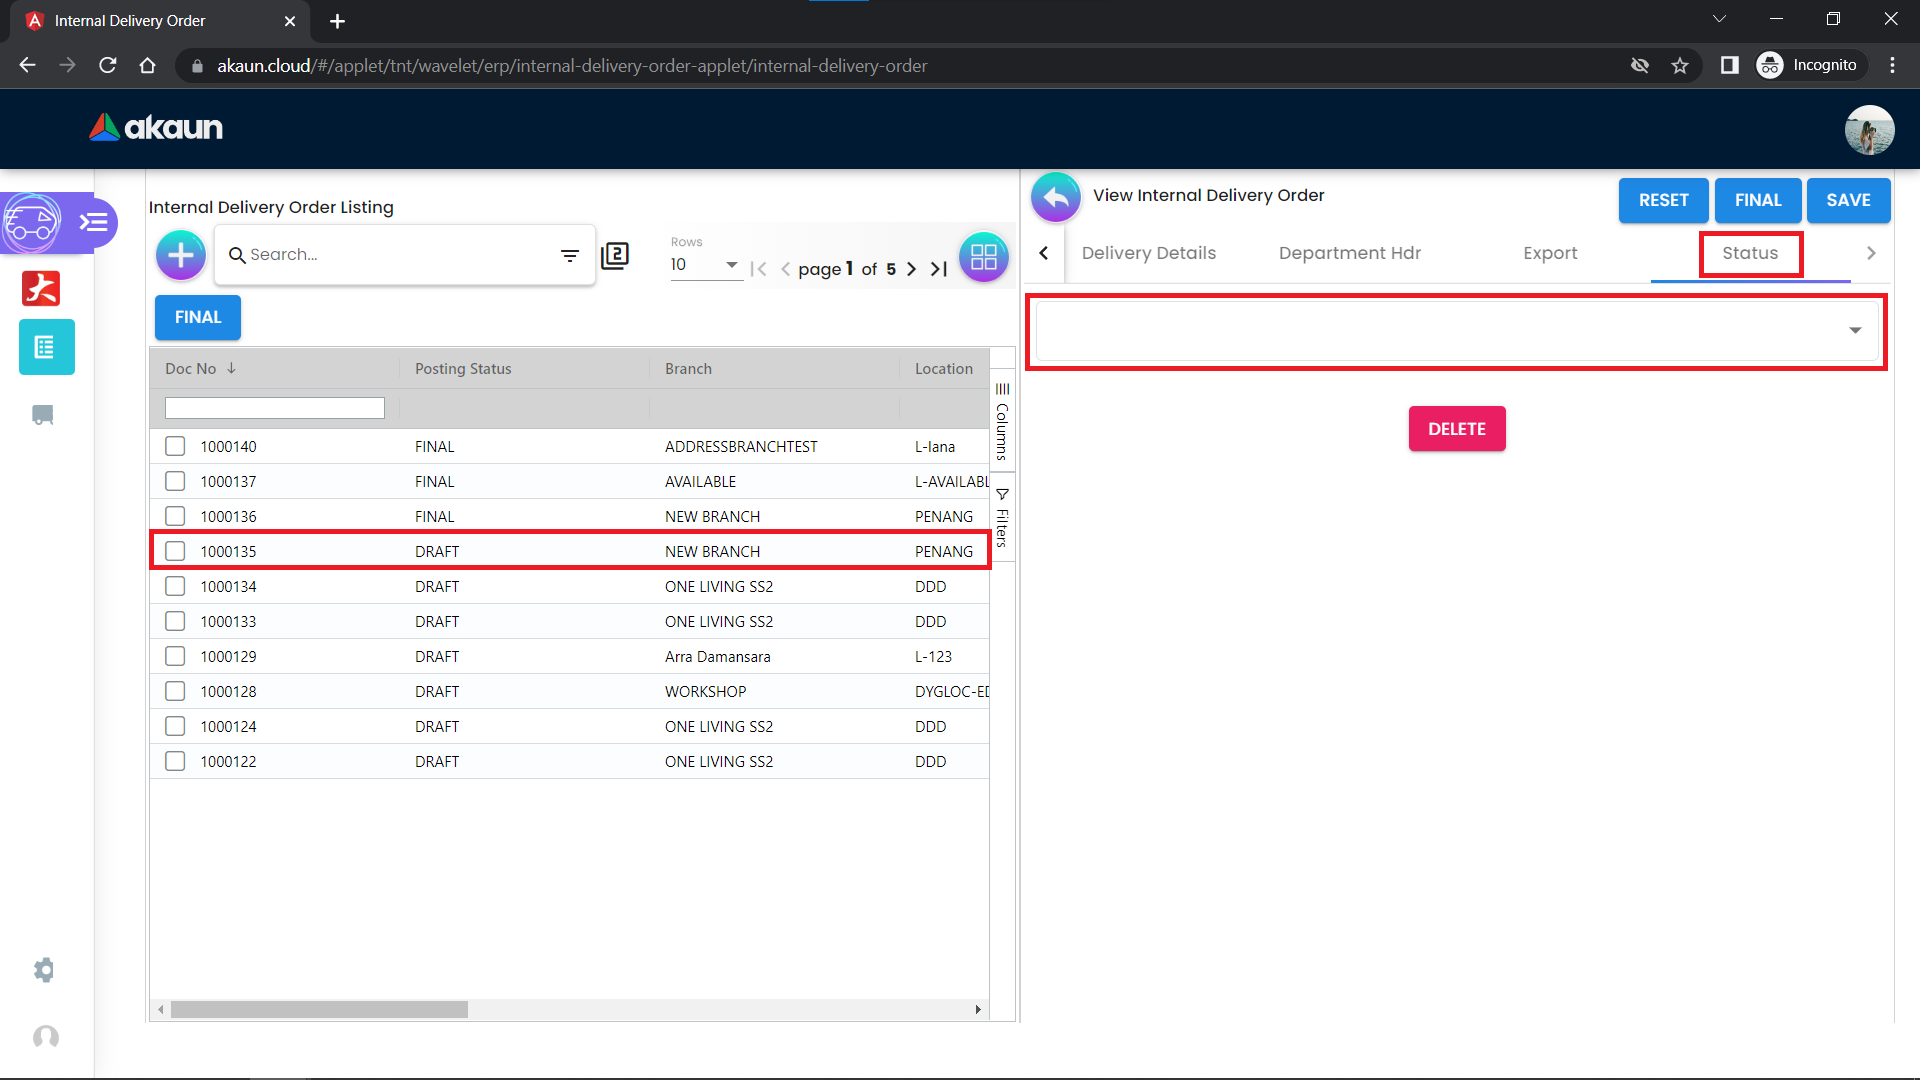 Internal Delivery Order
akaun.cloud/#/applet/tnt/wavelet/erp/internal-delivery-order-applet/internal-delivery-order
Incognito
akaun
Internal Delivery Order Listing
View Internal Delivery Order
RESET
FINAL
SAVE
Search...
2
Rows
10
page 1 of 5
Delivery Details
Department Hdr
Export
Status
FINAL
Doc No
Posting Status
Branch
Location
Columns
Filters
1000140 FINAL ADDRESSBRANCHTEST L-lana
1000137 FINAL AVAILABLE L-AVAILABL
1000136 FINAL NEW BRANCH PENANG
1000135 DRAFT NEW BRANCH PENANG
1000134 DRAFT ONE LIVING SS2 DDD
1000133 DRAFT ONE LIVING SS2 DDD
1000129 DRAFT Arra Damansara L-123
1000128 DRAFT WORKSHOP DYGLOC-ED
1000124 DRAFT ONE LIVING SS2 DDD
1000122 DRAFT ONE LIVING SS2 DDD
DELETE